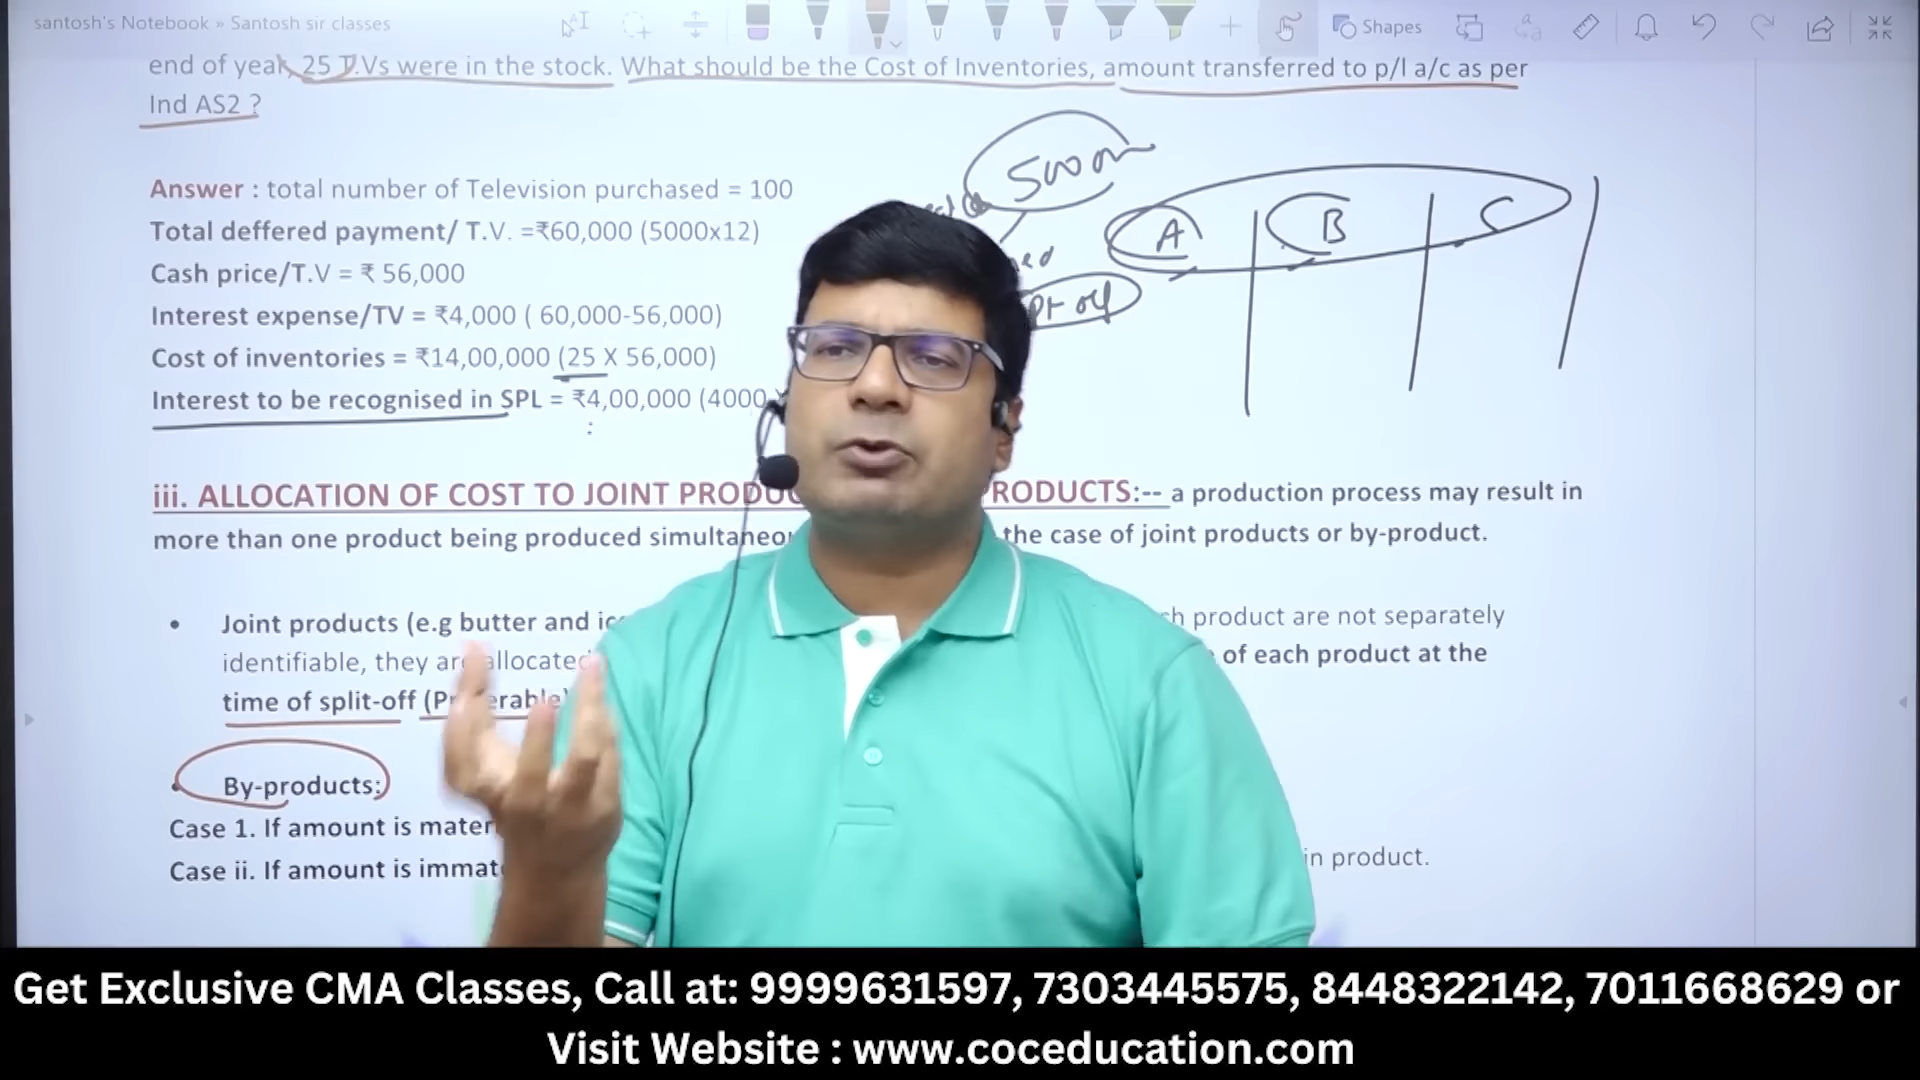 santosh's Notebook » Santosh sir classes
Shapes
end of year, 25 T.Vs were in the stock. What should be the Cost of Inventories, amount transferred to p/l a/c as per
Ind AS2 ?
Answer : total number of Television purchased = 100
Total deffered payment/ T.V. =₹60,000 (5000x12)
Cash price/T.V = ₹ 56,000
Interest expense/TV = ₹4,000 ( 60,000-56,000)
Cost of inventories = ₹14,00,000 (25 X 56,000)
Interest to be recognised in SPL = ₹4,00,000 (4000
A B C
iii. ALLOCATION OF COST TO JOINT PRODUCTS:-- a production process may result in
more than one product being produced the case of joint products or by-product.
Joint products (e.g butter and product are not separately
identifiable, they are allocated of each product at the
time of split-off
By-products:
Case 1. If amount is
Case ii. If amount is product.
Get Exclusive CMA Classes, Call at: 9999631597, 7303445575, 8448322142, 7011668629 or
Visit Website : www.coceducation.com